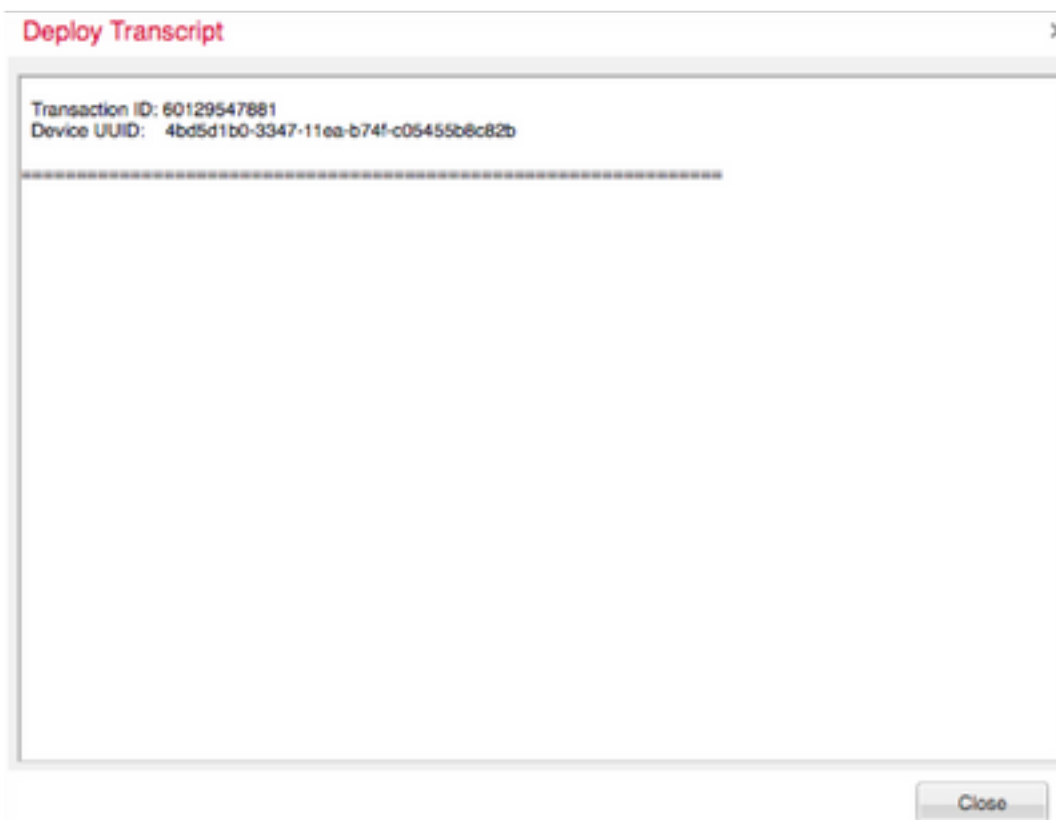 Deploy Transcript
Transaction ID: 60129547881
Device UUID: 4bd5d1b0-3347-11ea-b74f-c05455b8c82b
================================================================
Close